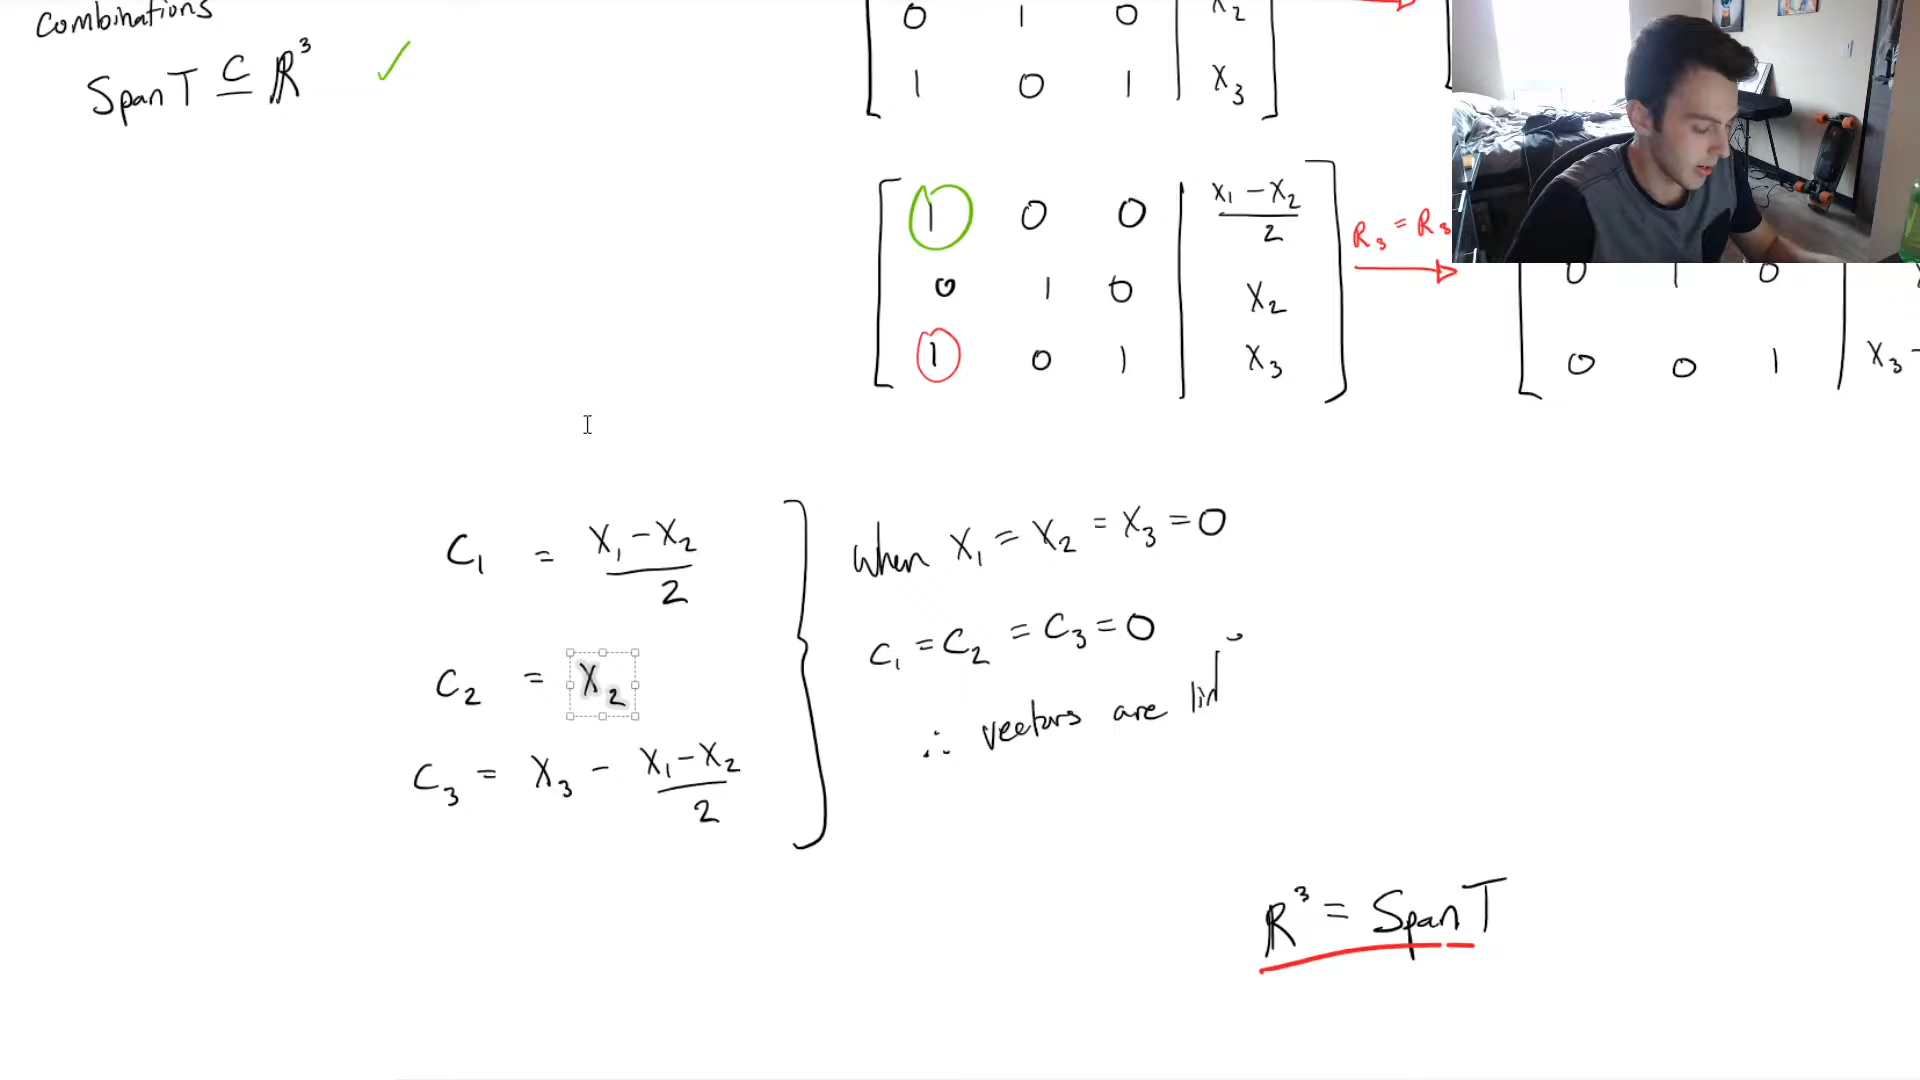 Combinations
Span T ⊆ ℝ³ ✓
0 1 0 | X₂
1 0 1 | X₃
1 0 0 | (X₁ - X₂)/2
0 1 0 | X₂
1 0 1 | X₃
R₃ = R₃
0 1 0
0 0 1 | X₃ -
C₁ = (X₁ - X₂)/2
C₂ = X₂
C₃ = X₃ - (X₁ - X₂)/2
When X₁ = X₂ = X₃ = 0
C₁ = C₂ = C₃ = 0
∴ vectors are lin
ℝ³ = Span T